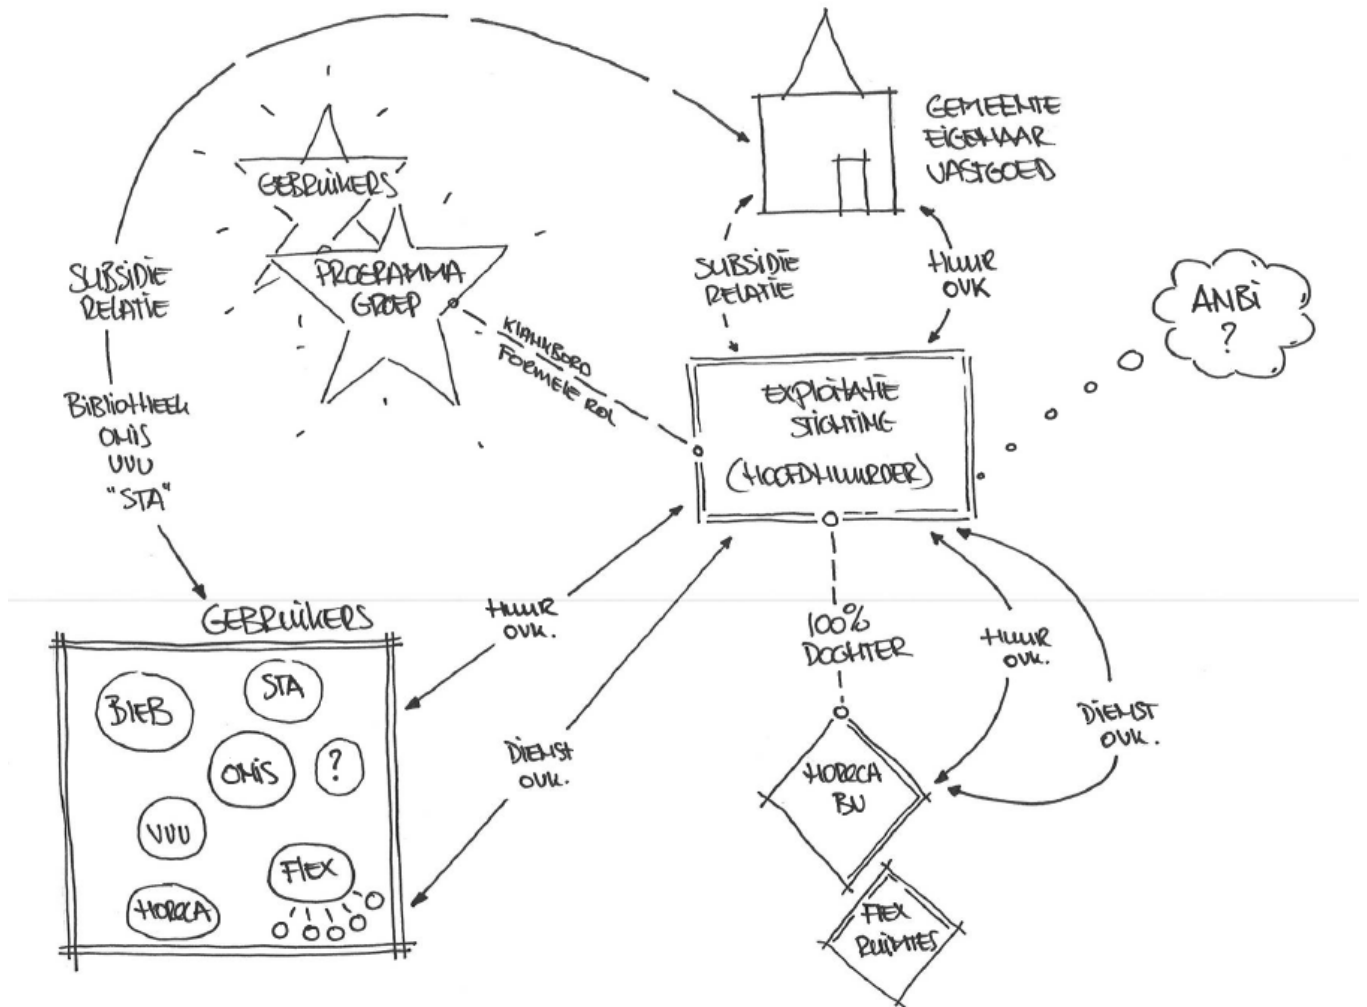 GEMEENTE
EIGENAAR
VASTGOED
GEBRUIKERS
PROGRAMMA
GROEP
SUBSIDIE
RELATIE
BIBLIOTHEEK
ONIS
VVU
"STA"
SUBSIDIE
RELATIE
HUUR
OVK
ANBI
?
KLANKBORD
FORMELE ROL
EXPLOITATIE
STICHTING
(HOOFDHUURDER)
GEBRUIKERS
HUUR
OVK.
DIENST
OVK.
100%
DOCHTER
HUUR
OVK.
DIENST
OVK.
BIEB
STA
ONIS
?
VVU
FLEX
HORECA
HORECA
BV
FLEX
RUIMTES